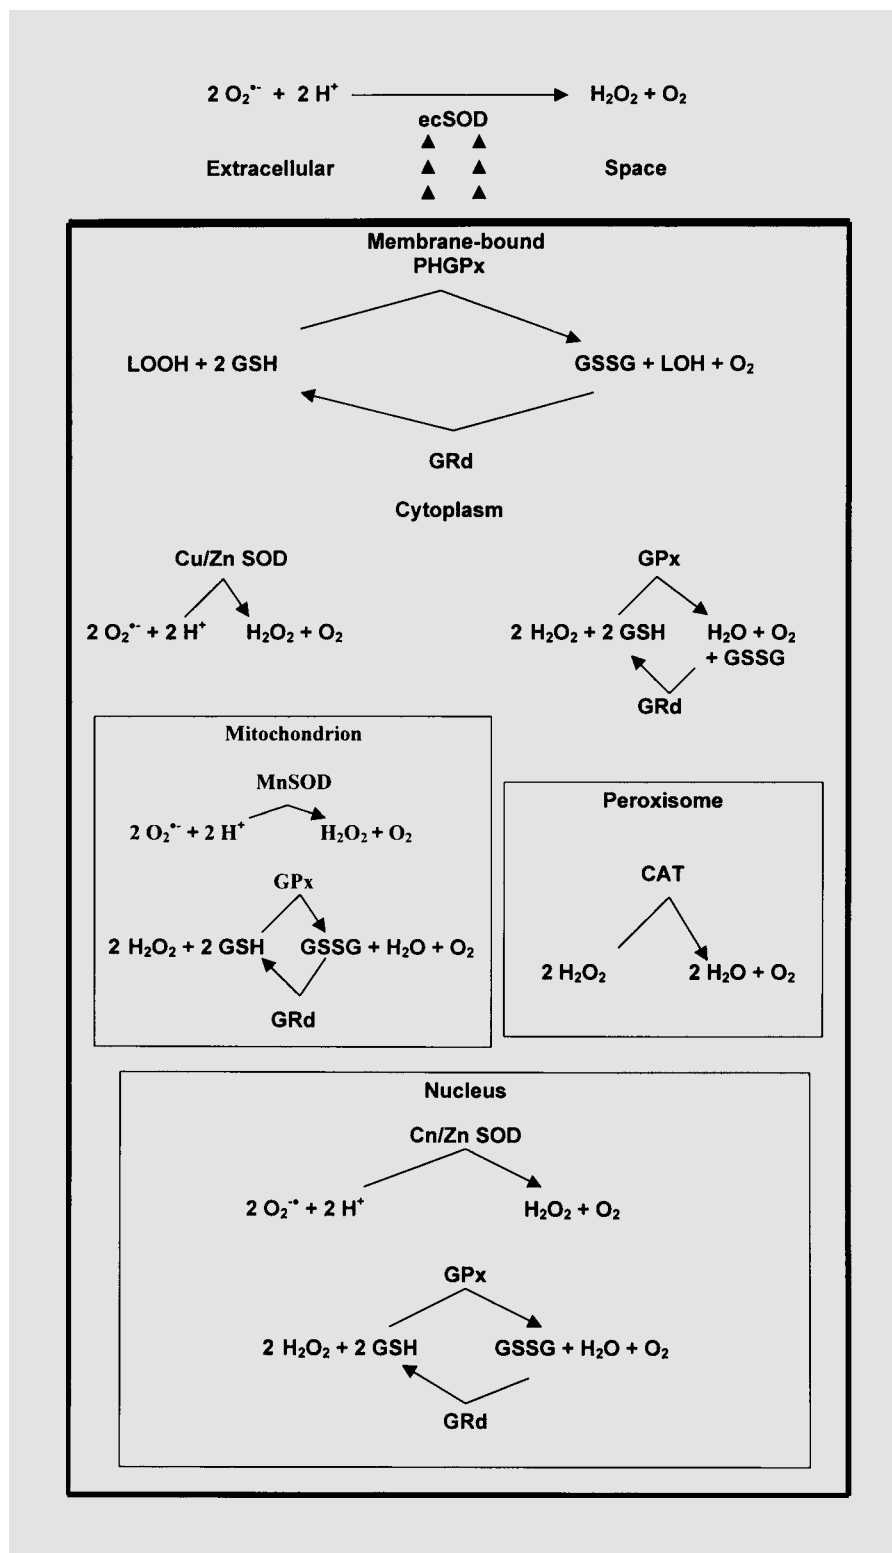 2 O₂•- + 2 H⁺ H₂O₂ + O₂
ecSOD
Extracellular Space
Membrane-bound
PHGPx
LOOH + 2 GSH GSSG + LOH + O₂
GRd
Cytoplasm
Cu/Zn SOD
2 O₂•- + 2 H⁺ H₂O₂ + O₂
GPx
2 H₂O₂ + 2 GSH H₂O + O₂
+ GSSG
GRd
Mitochondrion
MnSOD
2 O₂•- + 2 H⁺ H₂O₂ + O₂
GPx
2 H₂O₂ + 2 GSH GSSG + H₂O + O₂
GRd
Peroxisome
CAT
2 H₂O₂ 2 H₂O + O₂
Nucleus
Cn/Zn SOD
2 O₂-• + 2 H⁺ H₂O₂ + O₂
GPx
2 H₂O₂ + 2 GSH GSSG + H₂O + O₂
GRd